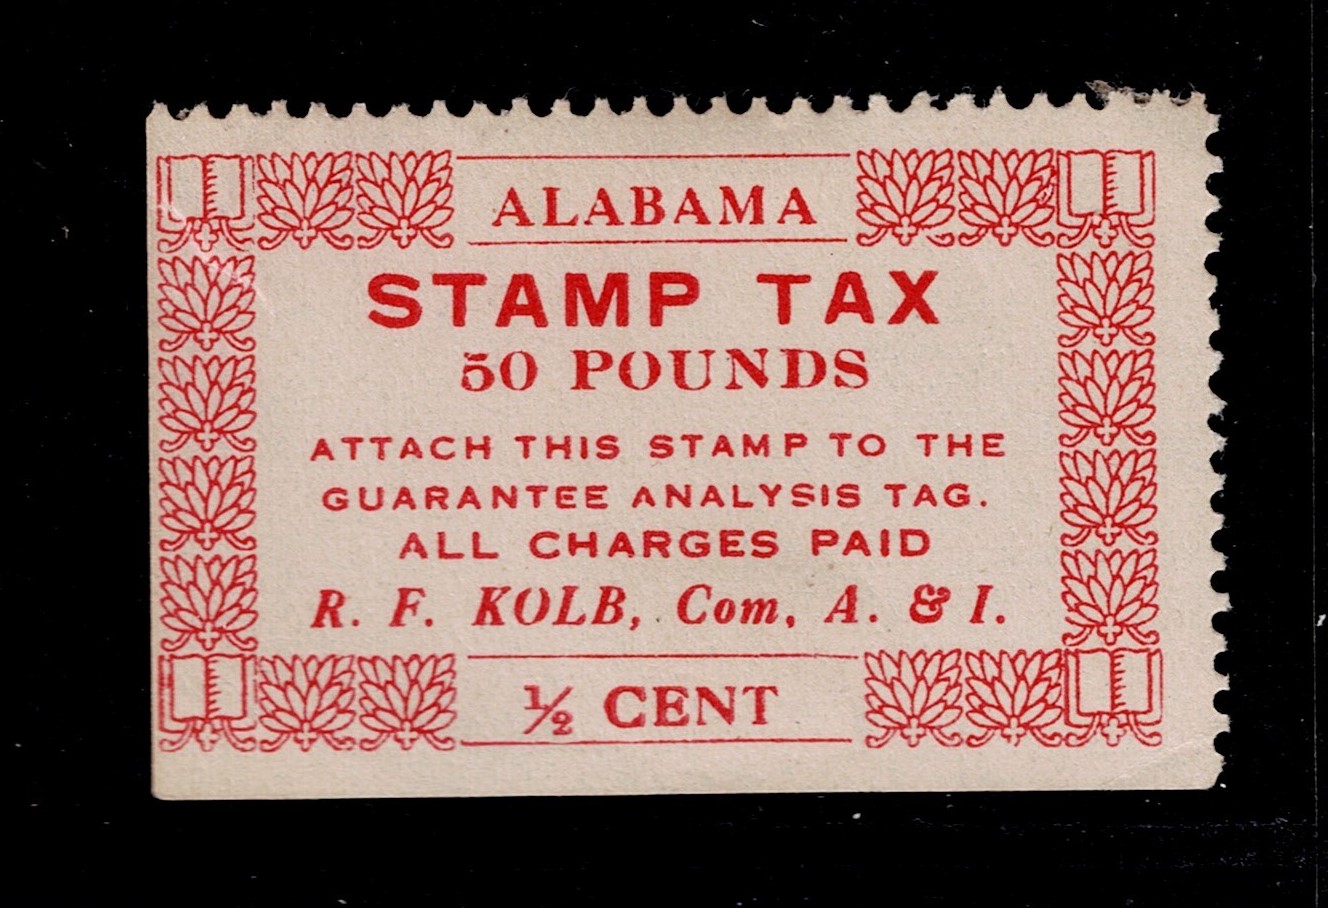 ALABAMA
STAMP TAX
50 POUNDS
ATTACH THIS STAMP TO THE
GUARANTEE ANALYSIS TAG.
ALL CHARGES PAID
R. F. KOLB, Com, A. & I.
½ CENT